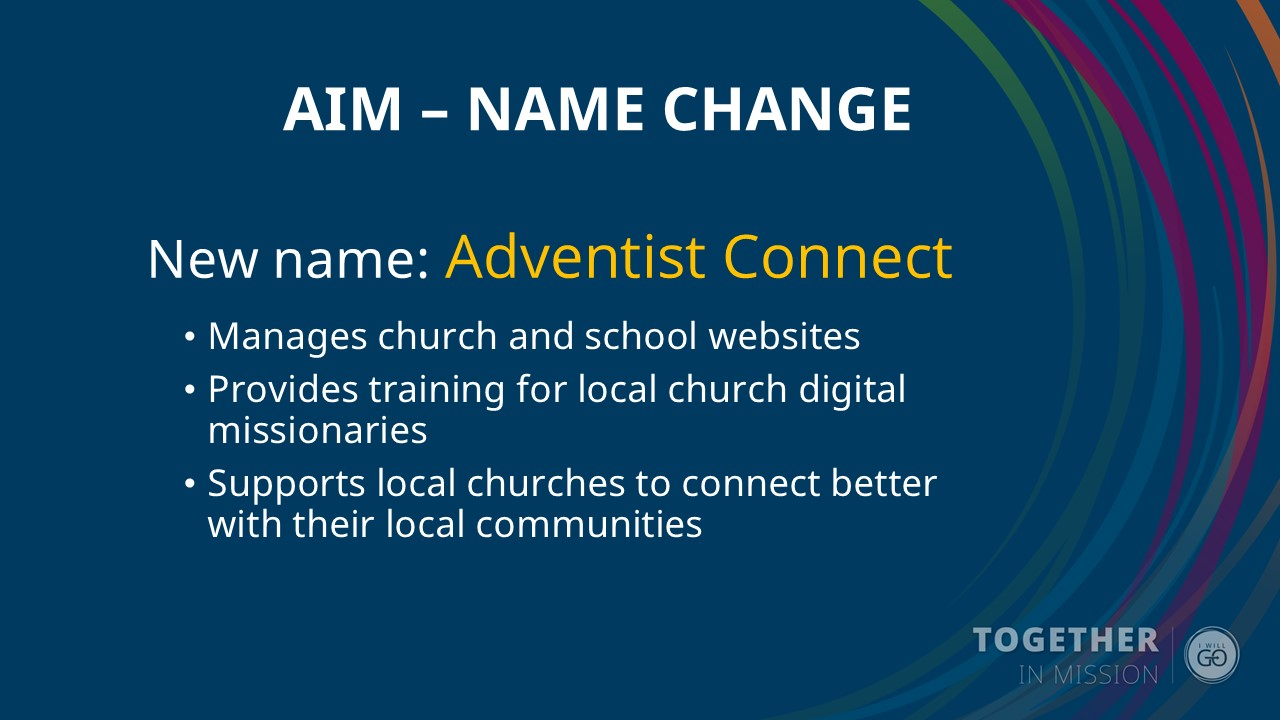 AIM – NAME CHANGE
New name: Adventist Connect
• Manages church and school websites
• Provides training for local church digital
missionaries
• Supports local churches to connect better
with their local communities
TOGETHER
IN MISSION
I WILL
GO